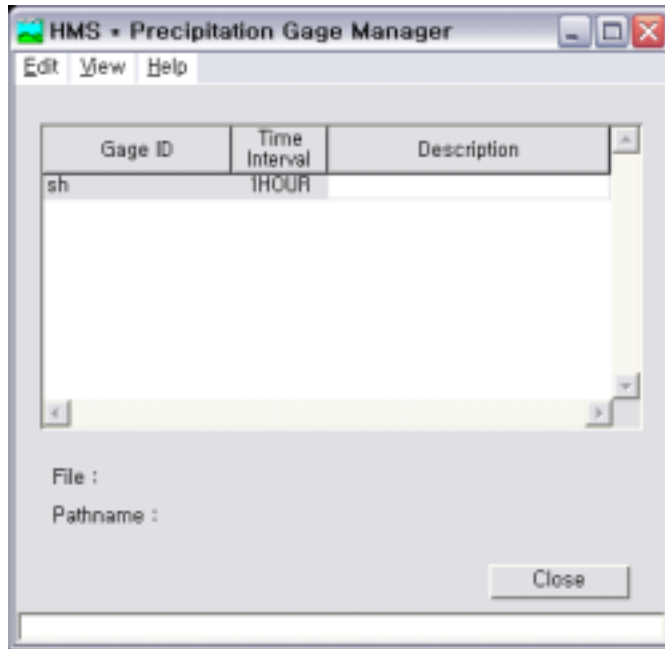 HMS * Precipitation Gage Manager
Edit View Help
Gage ID Time Interval Description
sh 1HOUR
File :
Pathname :
Close